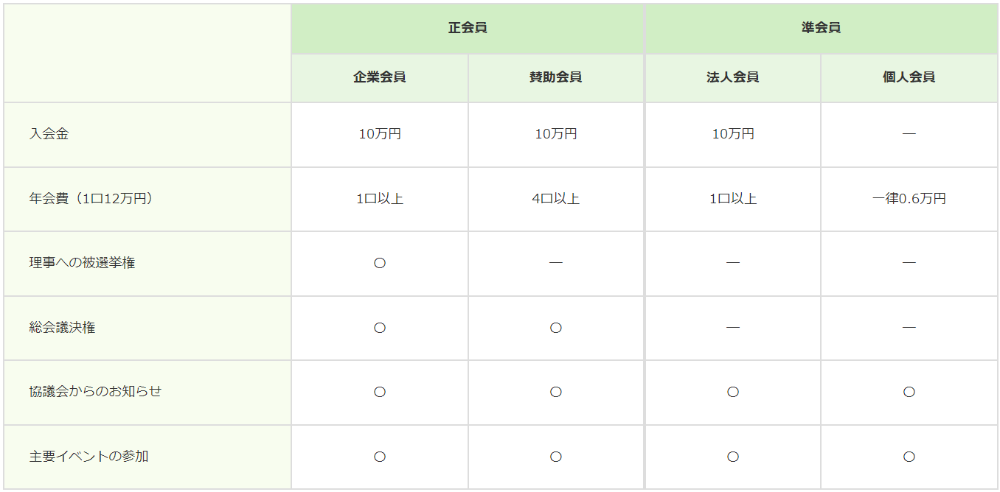 正会員 準会員
企業会員 賛助会員 法人会員 個人会員
入会金 10万円 10万円 10万円 ―
年会費（1口12万円） 1口以上 4口以上 1口以上 一律0.6万円
理事への被選挙権 〇 ― ― ―
総会議決権 〇 〇 ― ―
協議会からのお知らせ 〇 〇 〇 〇
主要イベントの参加 〇 〇 〇 〇